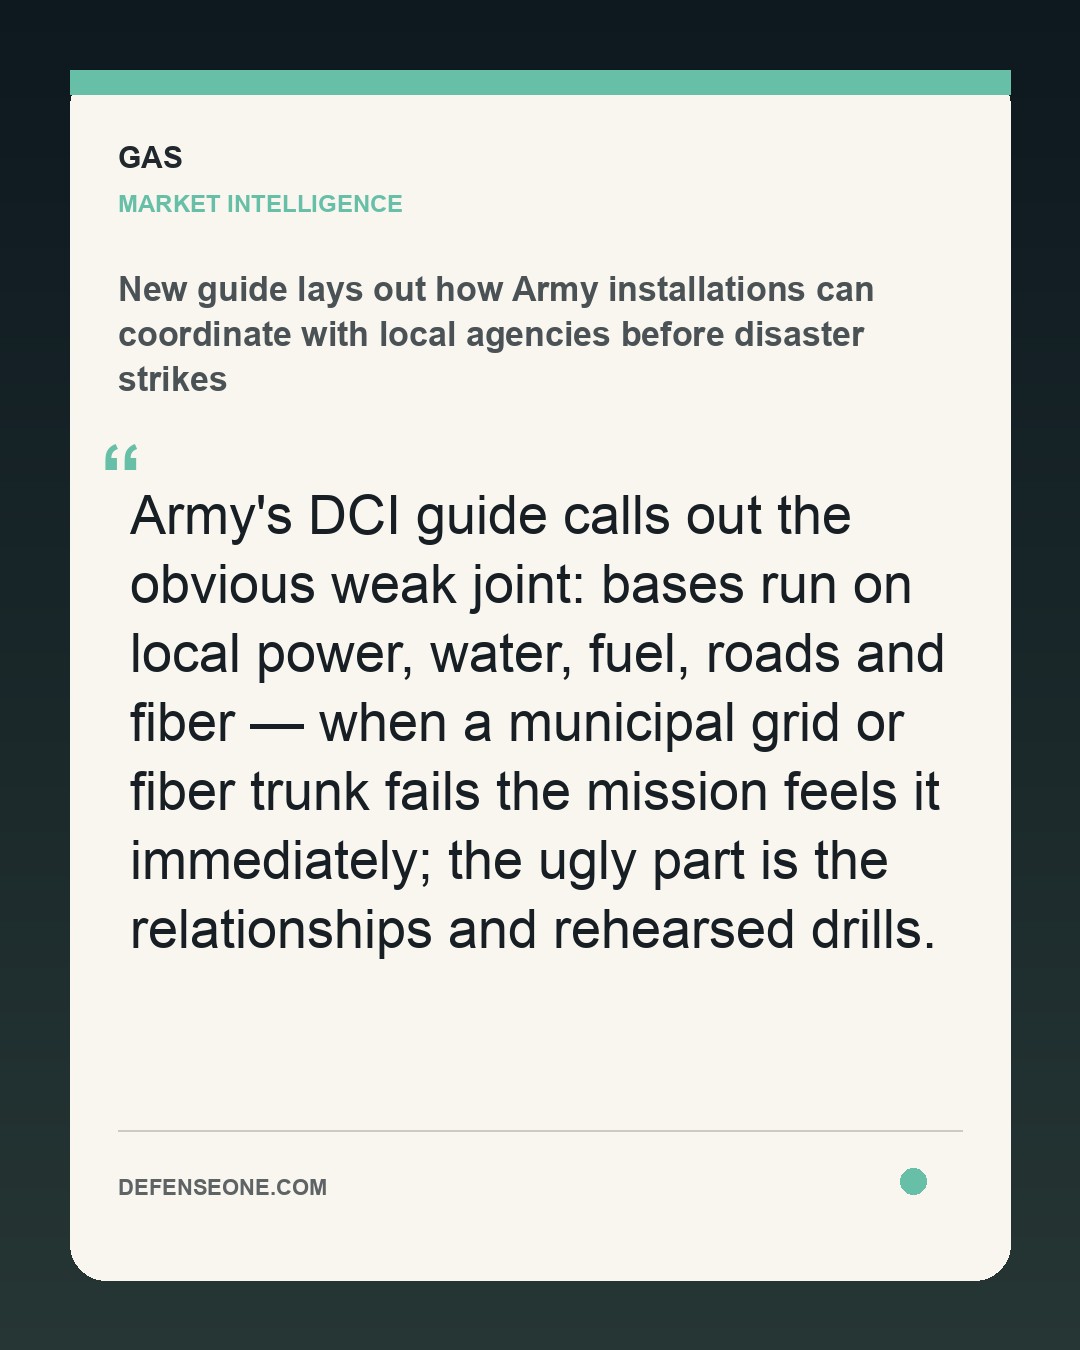 GAS
MARKET INTELLIGENCE
New guide lays out how Army installations can
coordinate with local agencies before disaster
strikes
“
Army's DCI guide calls out the
obvious weak joint: bases run on
local power, water, fuel, roads and
fiber — when a municipal grid or
fiber trunk fails the mission feels it
immediately; the ugly part is the
relationships and rehearsed drills.
DEFENSEONE.COM